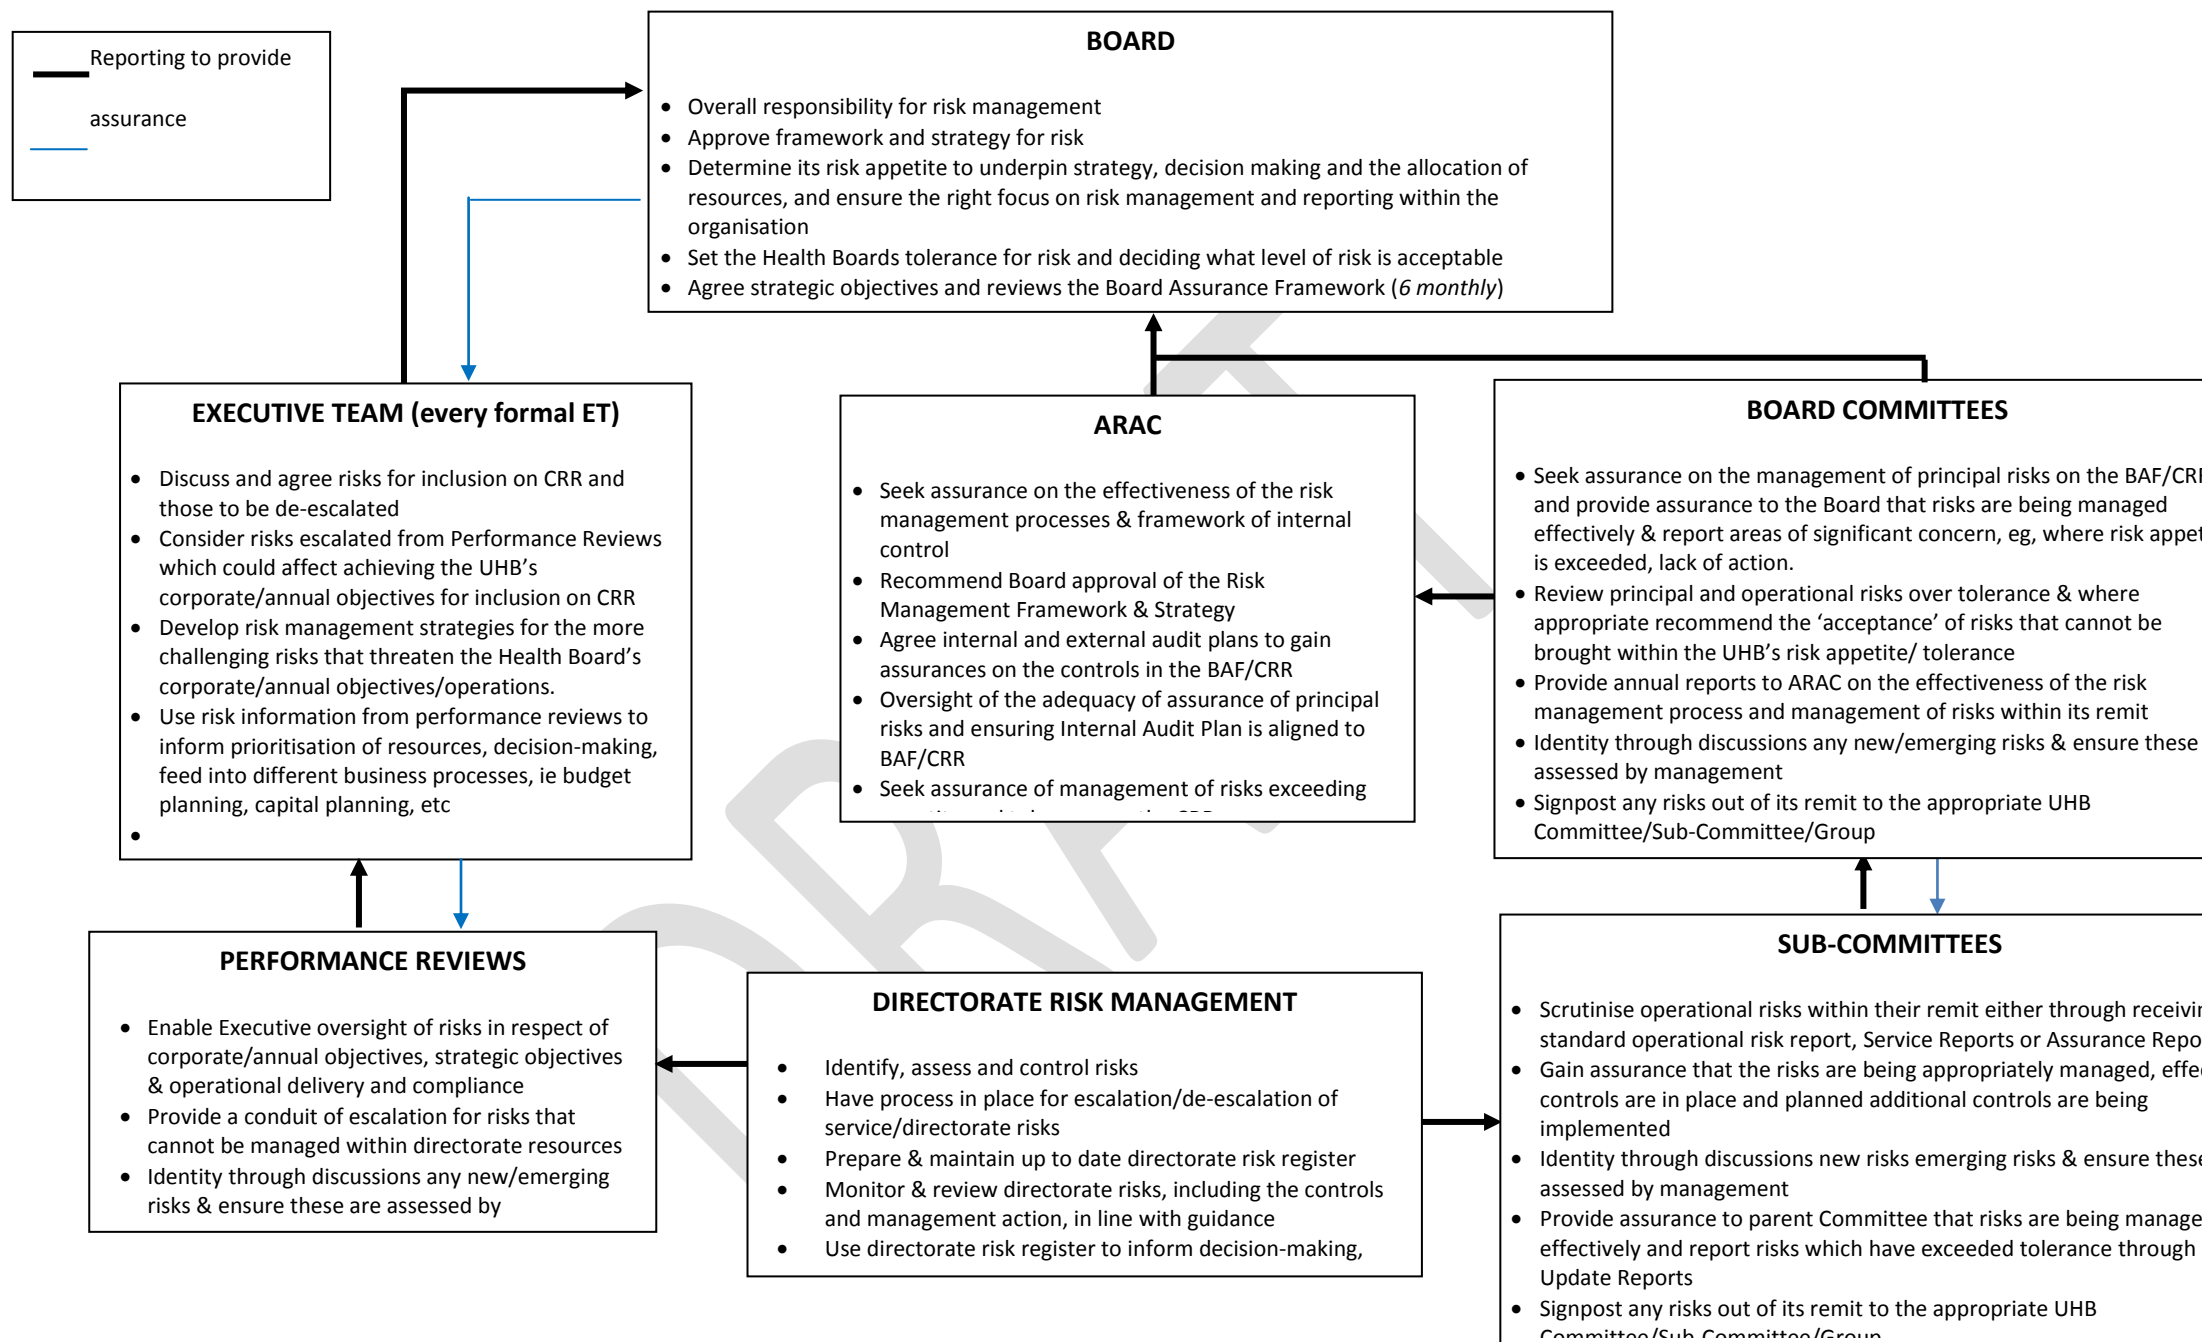 Reporting to provide
assurance
BOARD
• Overall responsibility for risk management
• Approve framework and strategy for risk
• Determine its risk appetite to underpin strategy, decision making and the allocation of
resources, and ensure the right focus on risk management and reporting within the
organisation
• Set the Health Boards tolerance for risk and deciding what level of risk is acceptable
• Agree strategic objectives and reviews the Board Assurance Framework (6 monthly)
EXECUTIVE TEAM (every formal ET)
• Discuss and agree risks for inclusion on CRR and
those to be de-escalated
• Consider risks escalated from Performance Reviews
which could affect achieving the UHB’s
corporate/annual objectives for inclusion on CRR
• Develop risk management strategies for the more
challenging risks that threaten the Health Board’s
corporate/annual objectives/operations.
• Use risk information from performance reviews to
inform prioritisation of resources, decision-making,
feed into different business processes, ie budget
planning, capital planning, etc
•
ARAC
• Seek assurance on the effectiveness of the risk
management processes & framework of internal
control
• Recommend Board approval of the Risk
Management Framework & Strategy
• Agree internal and external audit plans to gain
assurances on the controls in the BAF/CRR
• Oversight of the adequacy of assurance of principal
risks and ensuring Internal Audit Plan is aligned to
BAF/CRR
• Seek assurance of management of risks exceeding
BOARD COMMITTEES
• Seek assurance on the management of principal risks on the BAF/CRR
and provide assurance to the Board that risks are being managed
effectively & report areas of significant concern, eg, where risk appet
is exceeded, lack of action.
• Review principal and operational risks over tolerance & where
appropriate recommend the ‘acceptance’ of risks that cannot be
brought within the UHB’s risk appetite/ tolerance
• Provide annual reports to ARAC on the effectiveness of the risk
management process and management of risks within its remit
• Identity through discussions any new/emerging risks & ensure these
assessed by management
• Signpost any risks out of its remit to the appropriate UHB
Committee/Sub-Committee/Group
PERFORMANCE REVIEWS
• Enable Executive oversight of risks in respect of
corporate/annual objectives, strategic objectives
& operational delivery and compliance
• Provide a conduit of escalation for risks that
cannot be managed within directorate resources
• Identity through discussions any new/emerging
risks & ensure these are assessed by
DIRECTORATE RISK MANAGEMENT
• Identify, assess and control risks
• Have process in place for escalation/de-escalation of
service/directorate risks
• Prepare & maintain up to date directorate risk register
• Monitor & review directorate risks, including the controls
and management action, in line with guidance
• Use directorate risk register to inform decision-making,
SUB-COMMITTEES
• Scrutinise operational risks within their remit either through receivin
standard operational risk report, Service Reports or Assurance Repo
• Gain assurance that the risks are being appropriately managed, effe
controls are in place and planned additional controls are being
implemented
• Identity through discussions new risks emerging risks & ensure these
assessed by management
• Provide assurance to parent Committee that risks are being manage
effectively and report risks which have exceeded tolerance through
Update Reports
• Signpost any risks out of its remit to the appropriate UHB
Committee/Sub-Committee/Group
DRAFT